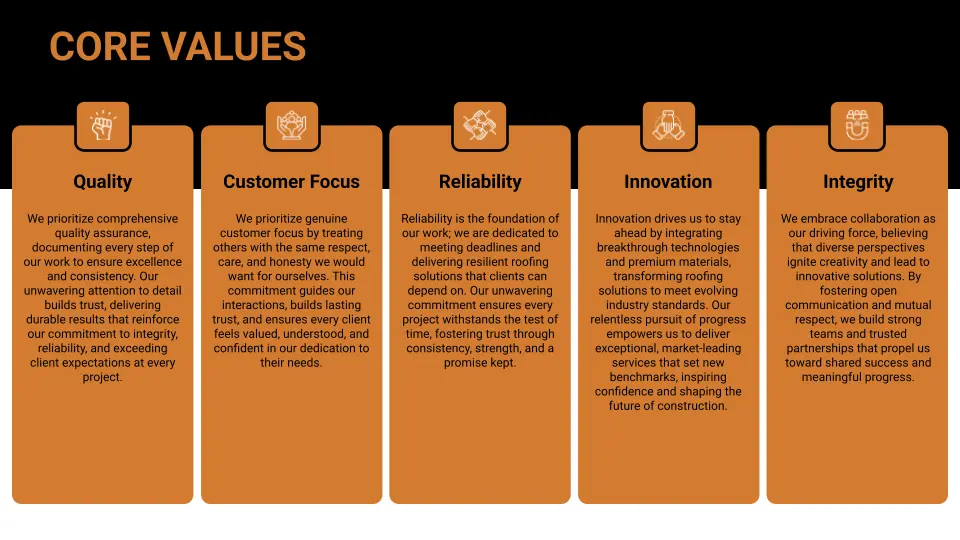 CORE VALUES
Quality
We prioritize comprehensive
quality assurance,
documenting every step of
our work to ensure excellence
and consistency. Our
unwavering attention to detail
builds trust, delivering
durable results that reinforce
our commitment to integrity,
reliability, and exceeding
client expectations at every
project.
Customer Focus
We prioritize genuine
customer focus by treating
others with the same respect,
care, and honesty we would
want for ourselves. This
commitment guides our
interactions, builds lasting
trust, and ensures every client
feels valued, understood, and
confident in our dedication to
their needs.
Reliability
Reliability is the foundation of
our work; we are dedicated to
meeting deadlines and
delivering resilient roofing
solutions that clients can
depend on. Our unwavering
commitment ensures every
project withstands the test of
time, fostering trust through
consistency, strength, and a
promise kept.
Innovation
Innovation drives us to stay
ahead by integrating
breakthrough technologies
and premium materials,
transforming roofing
solutions to meet evolving
industry standards. Our
relentless pursuit of progress
empowers us to deliver
exceptional, market-leading
services that set new
benchmarks, inspiring
confidence and shaping the
future of construction.
Integrity
We embrace collaboration as
our driving force, believing
that diverse perspectives
ignite creativity and lead to
innovative solutions. By
fostering open
communication and mutual
respect, we build strong
teams and trusted
partnerships that propel us
toward shared success and
meaningful progress.